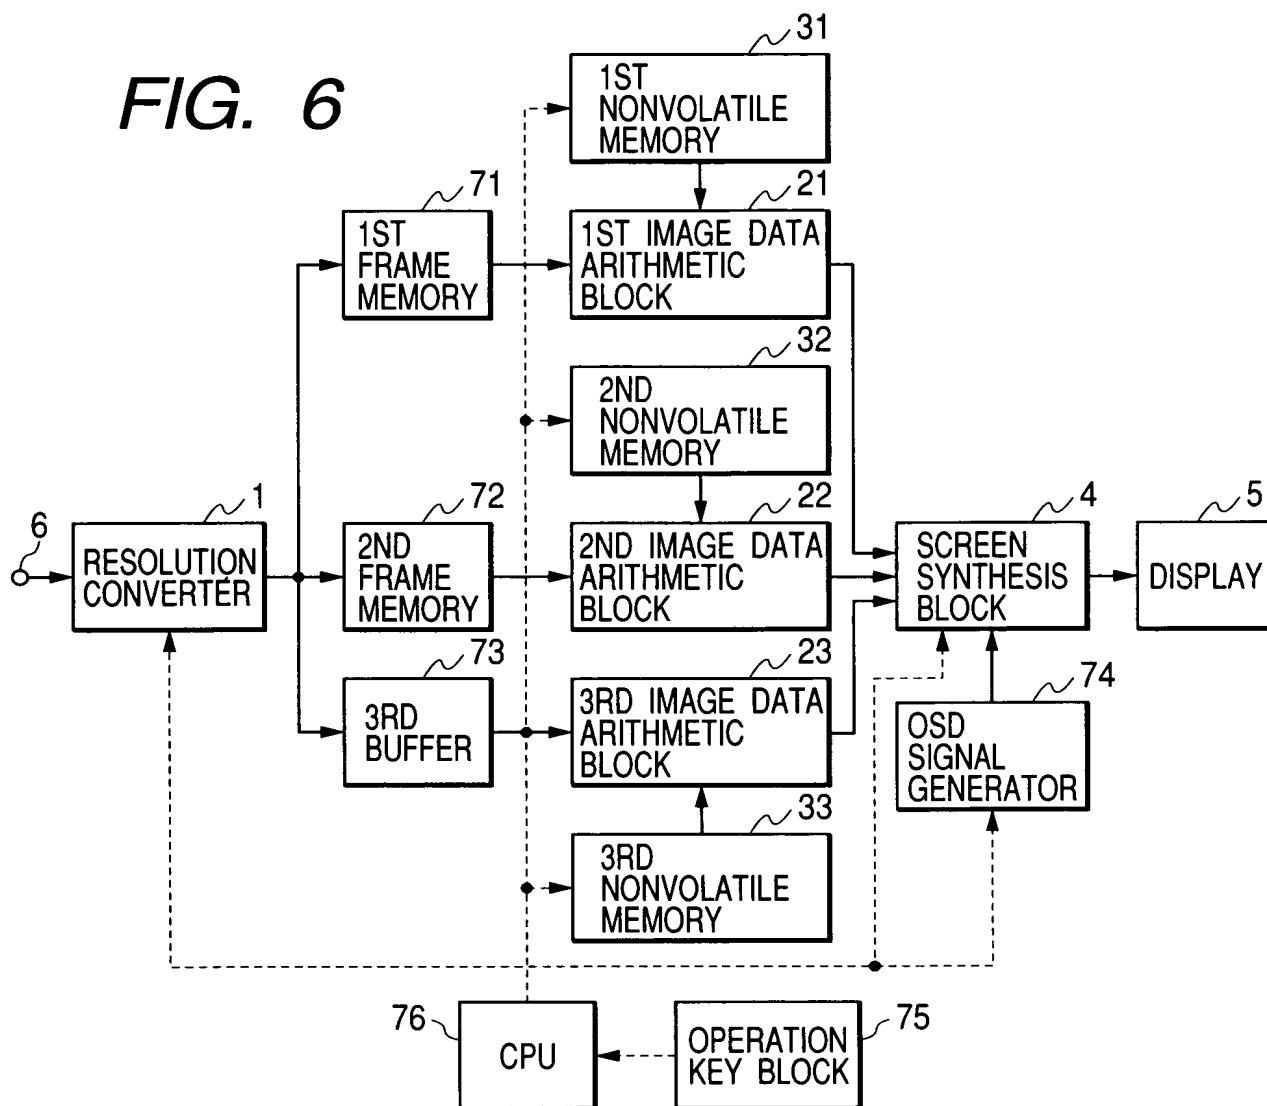 FIG. 6
31
1ST
NONVOLATILE
MEMORY
71
1ST
FRAME
MEMORY
21
1ST IMAGE DATA
ARITHMETIC
BLOCK
32
2ND
NONVOLATILE
MEMORY
6
1
RESOLUTION
CONVERTER
72
2ND
FRAME
MEMORY
22
2ND IMAGE DATA
ARITHMETIC
BLOCK
4
SCREEN
SYNTHESIS
BLOCK
5
DISPLAY
73
3RD
BUFFER
23
3RD IMAGE DATA
ARITHMETIC
BLOCK
74
OSD
SIGNAL
GENERATOR
33
3RD
NONVOLATILE
MEMORY
76
CPU
75
OPERATION
KEY BLOCK